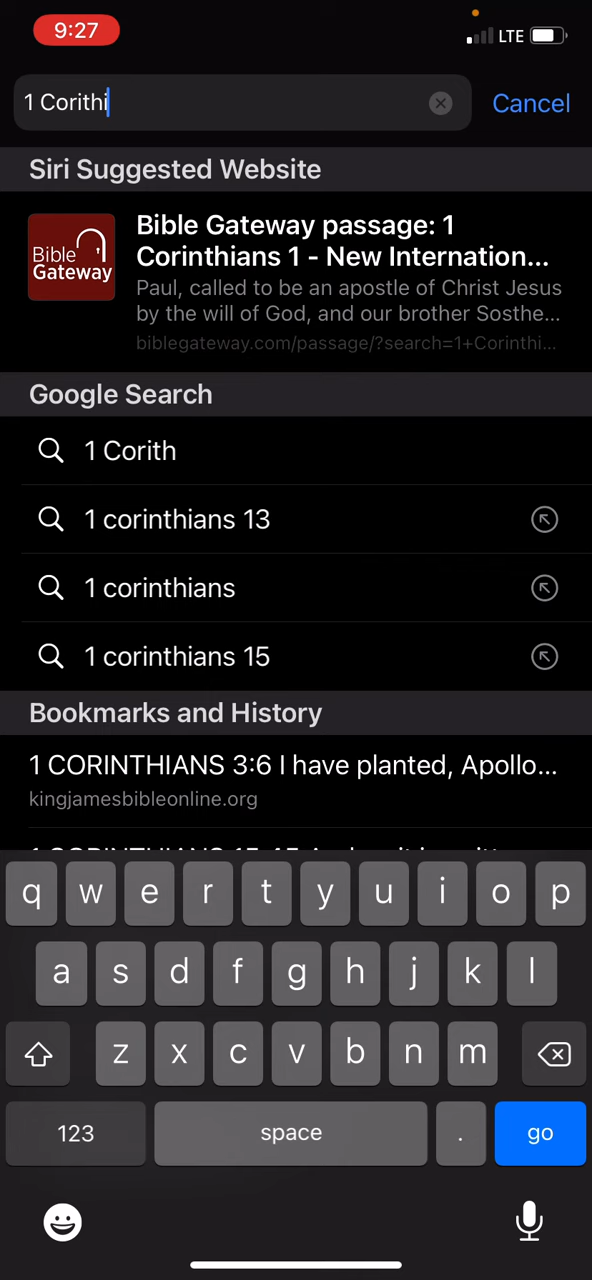 9:27
LTE
1 Corithi
Cancel
Siri Suggested Website
Bible Gateway
Bible Gateway passage: 1
Corinthians 1 - New Internation...
Paul, called to be an apostle of Christ Jesus
by the will of God, and our brother Sosthe...
biblegateway.com/passage/?search=1+Corinthi...
Google Search
1 Corith
1 corinthians 13
1 corinthians
1 corinthians 15
Bookmarks and History
1 CORINTHIANS 3:6 I have planted, Apollo...
kingjamesbibleonline.org
q w e r t y u i o p
a s d f g h j k l
z x c v b n m
123 space . go